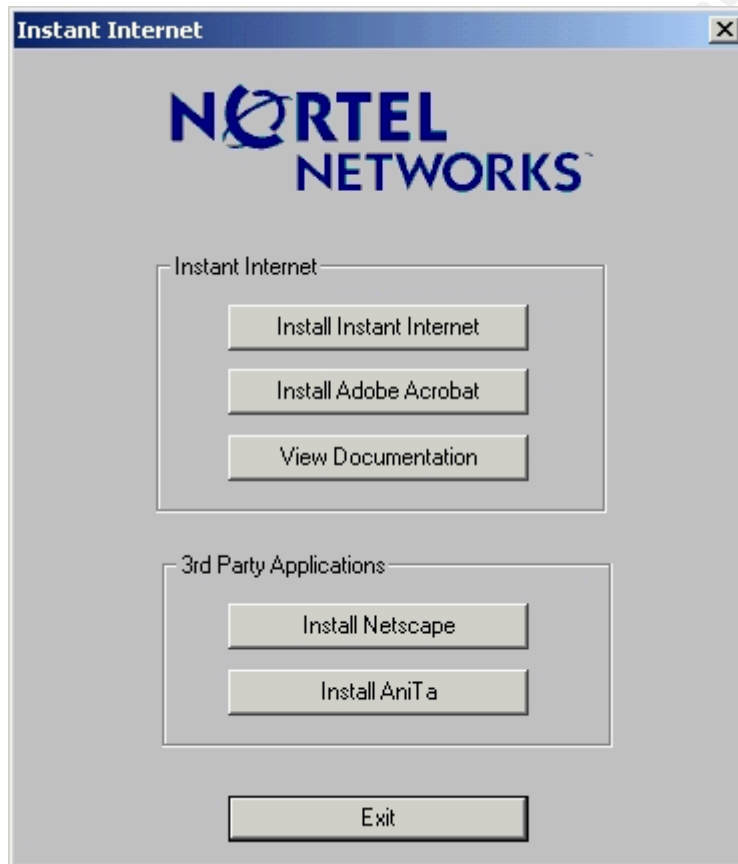 Instant Internet
NORTEL
NETWORKS
Instant Internet
Install Instant Internet
Install Adobe Acrobat
View Documentation
3rd Party Applications
Install Netscape
Install AniTa
Exit